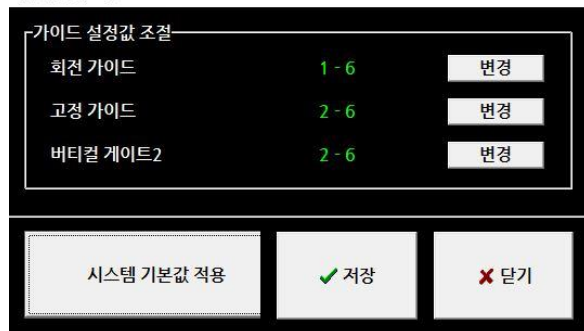 가이드 설정값 조절
회전 가이드 1 - 6 변경
고정 가이드 2 - 6 변경
버티컬 게이트2 2 - 6 변경
시스템 기본값 적용 저장 닫기